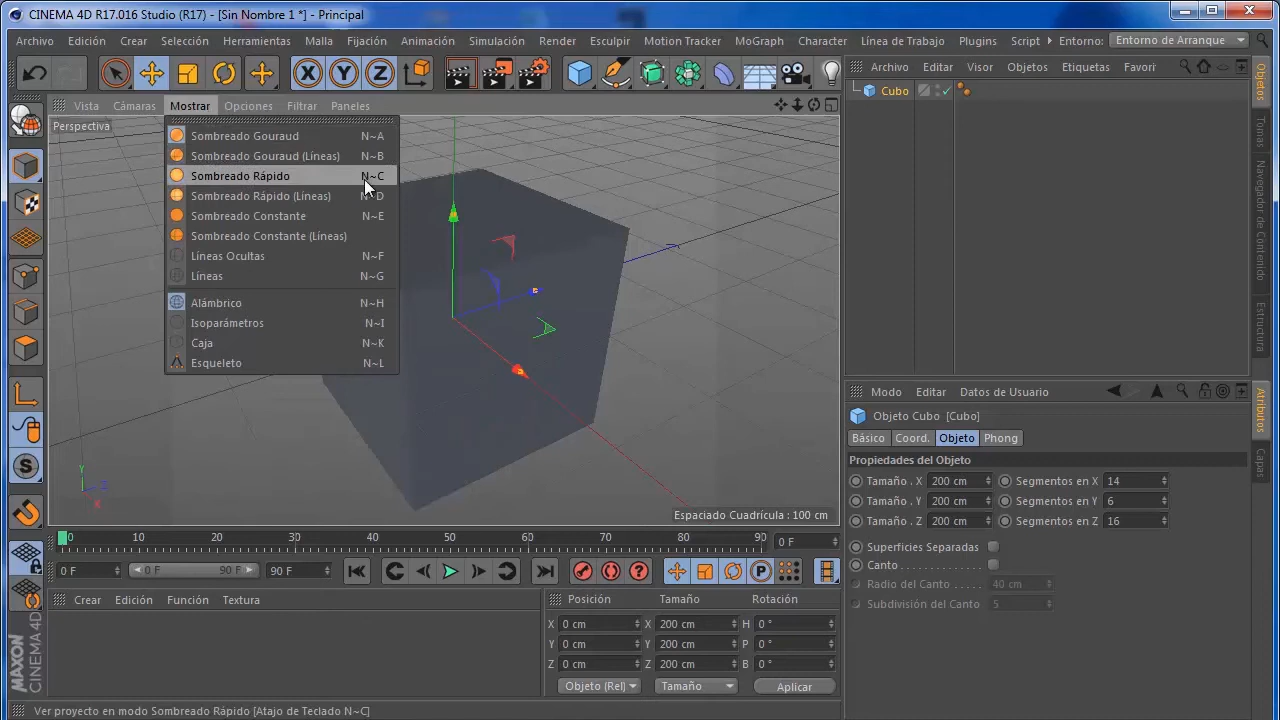 CINEMA 4D R17.016 Studio (R17) - [Sin Nombre 1 *] - Principal
Archivo Edición Crear Selección Herramientas Malla Fijación Animación Simulación Render Esculpir Motion Tracker MoGraph Character Línea de Trabajo Plugins Script Entorno: Entorno de Arranque
X Y Z
Archivo Editar Visor Objetos Etiquetas Favori
Cubo
Vista Cámaras Mostrar Opciones Filtrar Paneles
Perspectiva
Sombreado Gouraud N~A
Sombreado Gouraud (Líneas) N~B
Sombreado Rápido N~C
Sombreado Rápido (Líneas) N~D
Sombreado Constante N~E
Sombreado Constante (Líneas)
Líneas Ocultas N~F
Líneas N~G
Alámbrico N~H
Isoparámetros N~I
Caja N~K
Esqueleto N~L
Y
Z
X
Espaciado Cuadrícula : 100 cm
S
Objetos
Tomas
Navegador de Contenido
Estructura
Modo Editar Datos de Usuario
Objeto Cubo [Cubo]
Básico Coord. Objeto Phong
Propiedades del Objeto
Tamaño . X 200 cm Segmentos en X 14
Tamaño . Y 200 cm Segmentos en Y 6
Tamaño . Z 200 cm Segmentos en Z 16
Superficies Separadas
Canto . . . . . . . . . . . . . .
Radio del Canto . . . . . 40 cm
Subdivisión del Canto 5
Atributos
Capas
0 10 20 30 40 50 60 70 80 90 0 F
0 F 0 F 90 F 90 F
P
Crear Edición Función Textura
Posición Tamaño Rotación
X 0 cm X 200 cm H 0 °
Y 0 cm Y 200 cm P 0 °
Z 0 cm Z 200 cm B 0 °
Objeto (Rel) Tamaño Aplicar
MAXON
CINEMA 4D
Ver proyecto en modo Sombreado Rápido [Atajo de Teclado N~C]